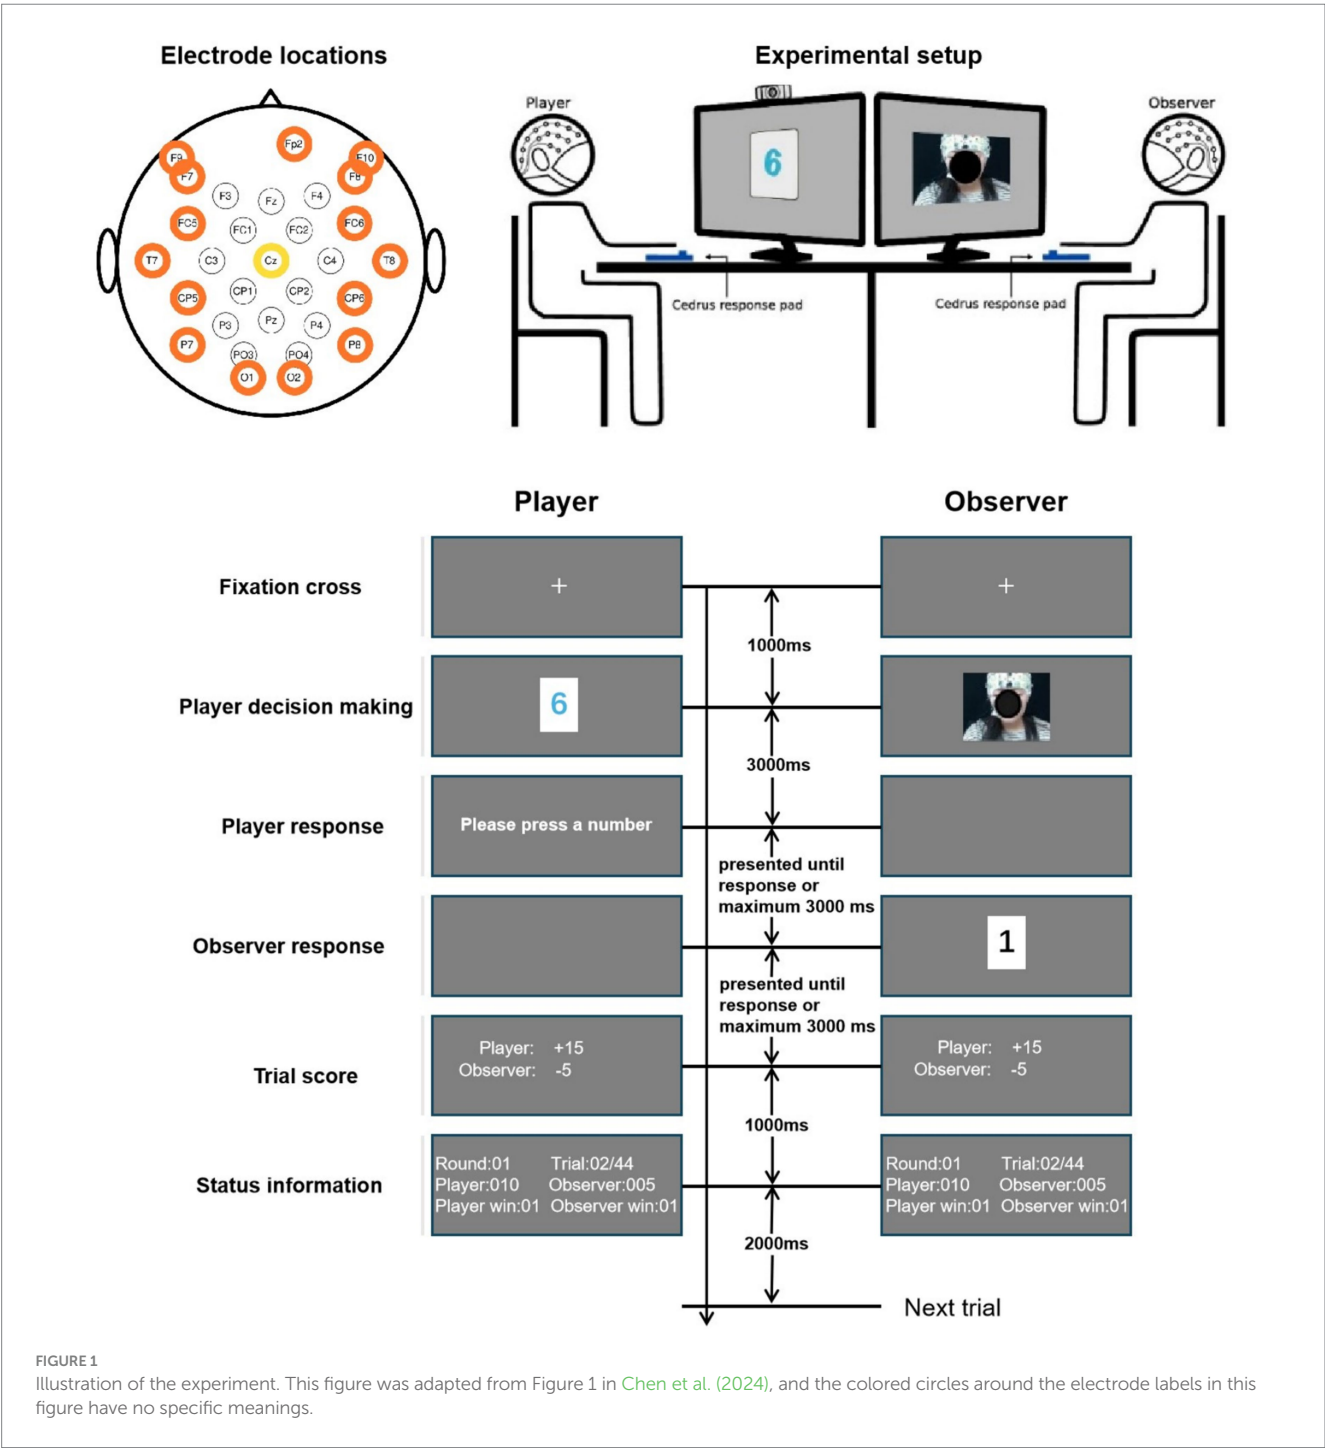 Electrode locations
Experimental setup
Fp2
F9
F10
F7
F8
F3
Fz
F4
FC5
FC1
FC2
FC6
T7
C3
Cz
C4
T8
CP5
CP1
CP2
CP6
P7
P3
Pz
P4
P8
PO3
PO4
O1
O2
Player
Observer
6
Cedrus response pad
Cedrus response pad
Player
Observer
Fixation cross
+
+
1000ms
Player decision making
6
3000ms
Player response
Please press a number
presented until
response or
maximum 3000 ms
Observer response
1
presented until
response or
maximum 3000 ms
Trial score
Player: +15
Observer: -5
Player: +15
Observer: -5
1000ms
Status information
Round:01 Trial:02/44
Player:010 Observer:005
Player win:01 Observer win:01
Round:01 Trial:02/44
Player:010 Observer:005
Player win:01 Observer win:01
2000ms
Next trial
FIGURE 1
Illustration of the experiment. This figure was adapted from Figure 1 in Chen et al. (2024), and the colored circles around the electrode labels in this
figure have no specific meanings.